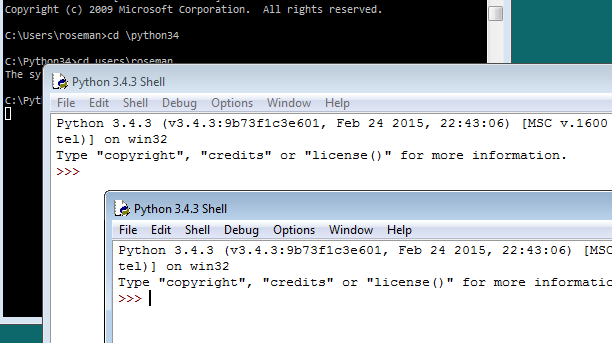 Copyright (c) 2009 Microsoft Corporation.  All rights reserved.
C:\Users\roseman>cd \python34
C:\Python34>cd users\roseman
The sy
C:\Pyt
Python 3.4.3 Shell
File Edit Shell Debug Options Window Help
Python 3.4.3 (v3.4.3:9b73f1c3e601, Feb 24 2015, 22:43:06) [MSC v.1600
tel)] on win32
Type "copyright", "credits" or "license()" for more information.
>>>
Python 3.4.3 Shell
File Edit Shell Debug Options Window Help
Python 3.4.3 (v3.4.3:9b73f1c3e601, Feb 24 2015, 22:43:06) [MS
tel)] on win32
Type "copyright", "credits" or "license()" for more informatio
>>>